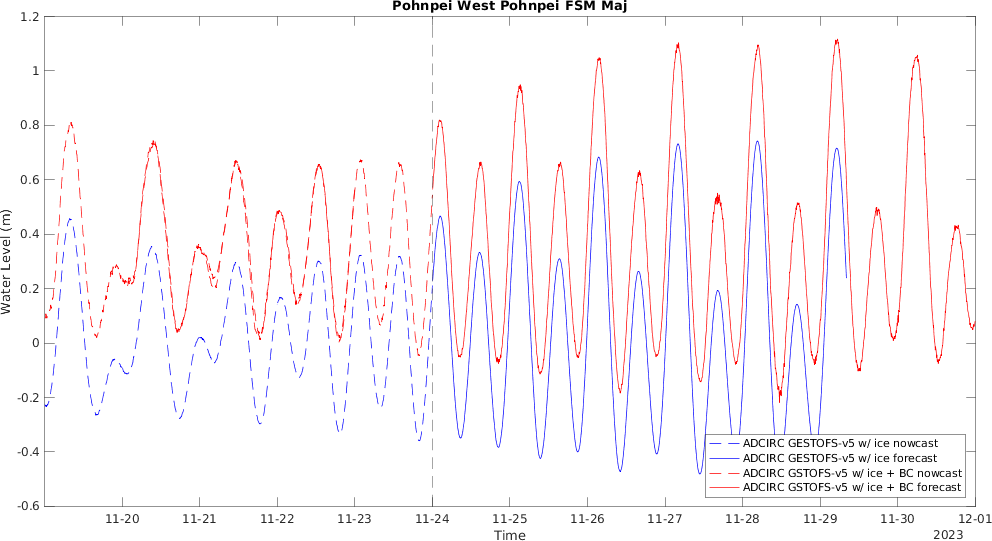 Pohnpei West Pohnpei FSM Maj
1.2
1
0.8
0.6
0.4
0.2
0
-0.2
-0.4
-0.6
Water Level (m)
ADCIRC GESTOFS-v5 w/ ice nowcast
ADCIRC GESTOFS-v5 w/ ice forecast
ADCIRC GSTOFS-v5 w/ ice + BC nowcast
ADCIRC GSTOFS-v5 w/ ice + BC forecast
11-20 11-21 11-22 11-23 11-24 11-25 11-26 11-27 11-28 11-29 11-30 12-01
Time
2023